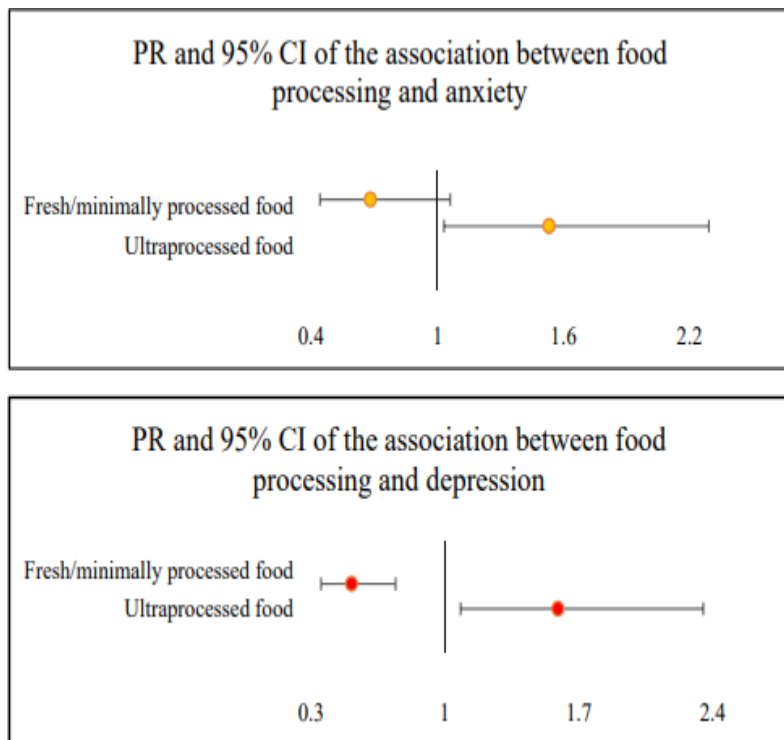 PR and 95% CI of the association between food
processing and anxiety
Fresh/minimally processed food
Ultraprocessed food
0.4 1 1.6 2.2
PR and 95% CI of the association between food
processing and depression
Fresh/minimally processed food
Ultraprocessed food
0.3 1 1.7 2.4